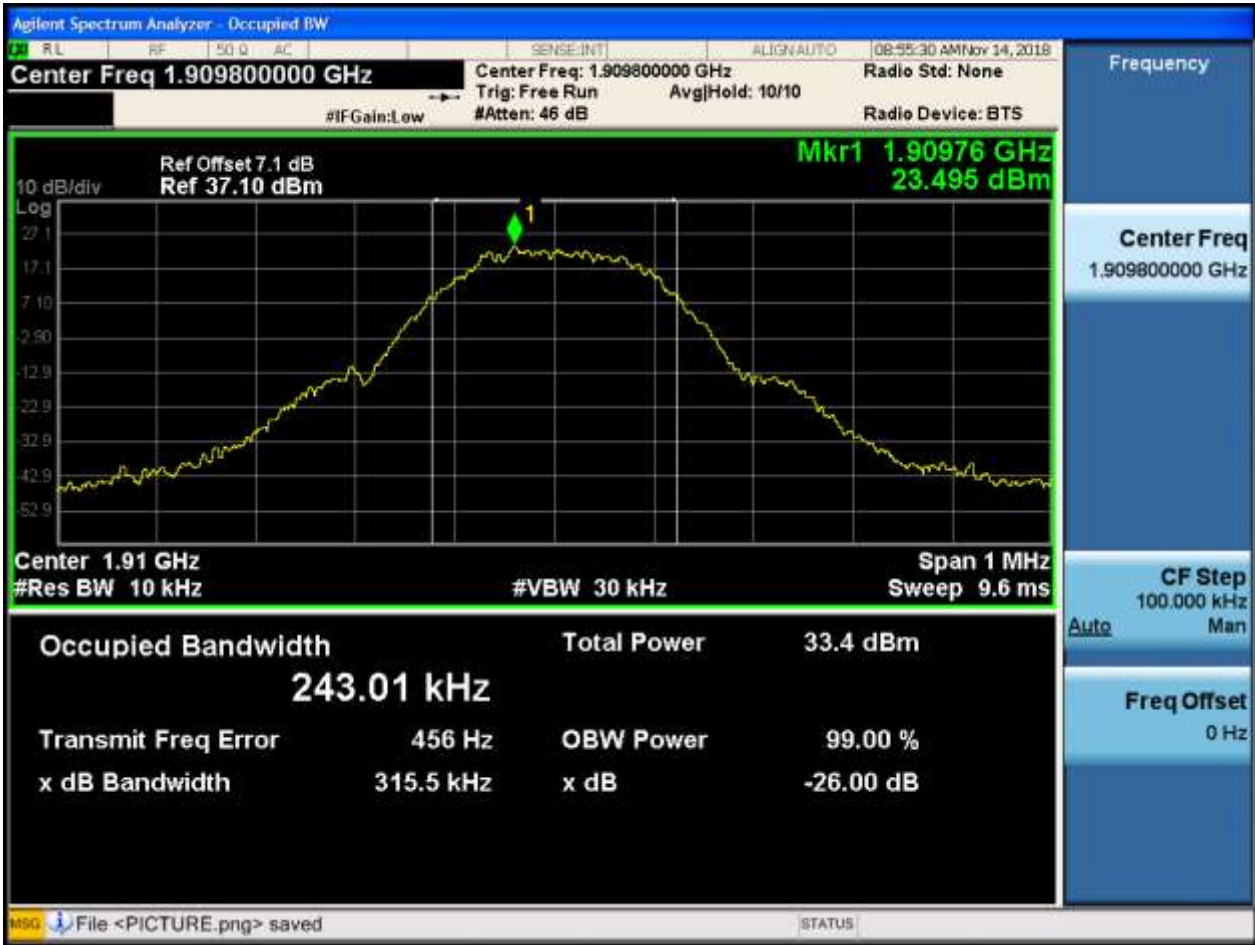 Agilent Spectrum Analyzer - Occupied BW
RL RF 50 Ω AC SENSE:INT ALIGN AUTO 08:55:30 AM Nov 14, 2018
Center Freq 1.909800000 GHz
Center Freq: 1.909800000 GHz
Radio Std: None
Trig: Free Run Avg|Hold: 10/10
#IFGain:Low
#Atten: 46 dB
Radio Device: BTS
Frequency
Ref Offset 7.1 dB
Mkr1 1.90976 GHz
10 dB/div
Ref 37.10 dBm
23.495 dBm
Log
1
27.1
17.1
7.10
-2.90
-12.9
-22.9
-32.9
-42.9
-52.9
Center 1.91 GHz
Span 1 MHz
#Res BW 10 kHz
#VBW 30 kHz
Sweep 9.6 ms
Center Freq
1.909800000 GHz
CF Step
100.000 kHz
Auto Man
Freq Offset
0 Hz
Occupied Bandwidth
243.01 kHz
Total Power 33.4 dBm
Transmit Freq Error 456 Hz
OBW Power 99.00 %
x dB Bandwidth 315.5 kHz
x dB -26.00 dB
MSG File <PICTURE.png> saved
STATUS